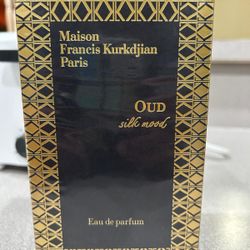 Maison
Francis Kurkdjian
Paris
OUD
silk mood
Eau de parfum